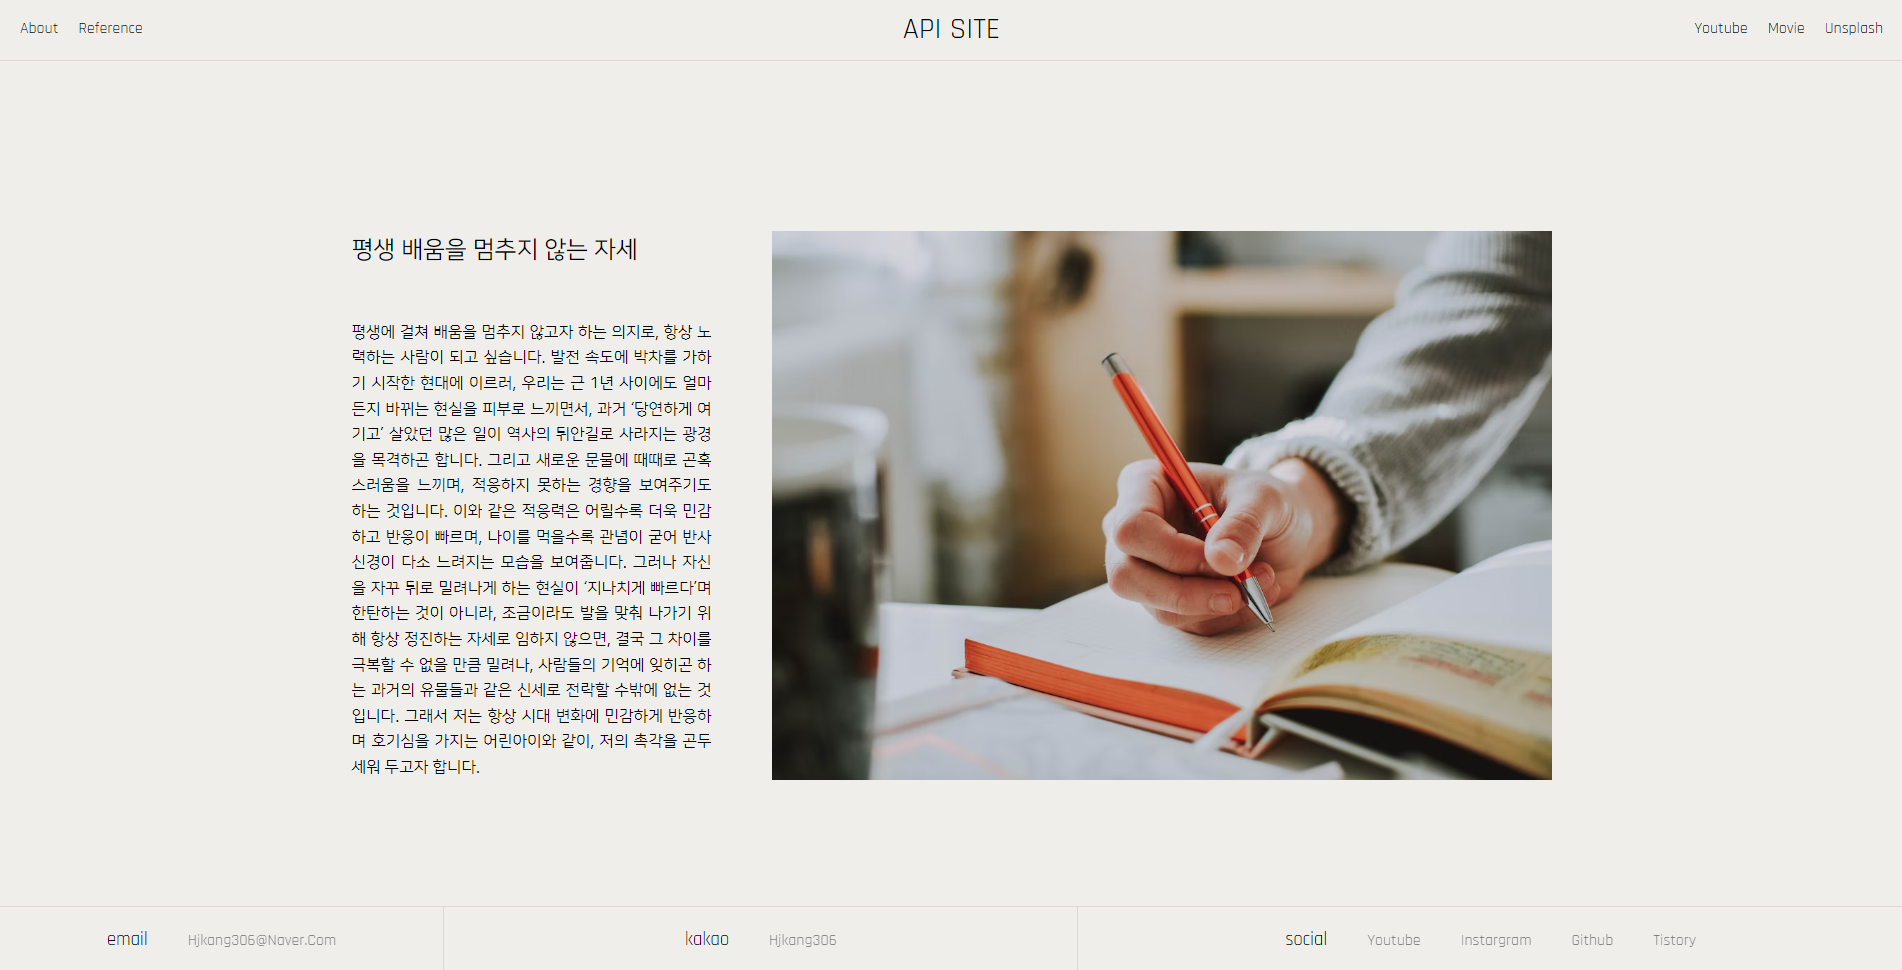 About Reference API SITE Youtube Movie Unsplash
평생 배움을 멈추지 않는 자세
평생에 걸쳐 배움을 멈추지 않고자 하는 의지로, 항상 노
력하는 사람이 되고 싶습니다. 발전 속도에 박차를 가하
기 시작한 현대에 이르러, 우리는 근 1년 사이에도 얼마
든지 바뀌는 현실을 피부로 느끼면서, 과거 ‘당연하게 여
기고’ 살았던 많은 일이 역사의 뒤안길로 사라지는 광경
을 목격하곤 합니다. 그리고 새로운 문물에 때때로 곤혹
스러움을 느끼며, 적응하지 못하는 경향을 보여주기도
하는 것입니다. 이와 같은 적응력은 어릴수록 더욱 민감
하고 반응이 빠르며, 나이를 먹을수록 관념이 굳어 반사
신경이 다소 느려지는 모습을 보여줍니다. 그러나 자신
을 자꾸 뒤로 밀려나게 하는 현실이 ‘지나치게 빠르다’며
한탄하는 것이 아니라, 조금이라도 발을 맞춰 나가기 위
해 항상 정진하는 자세로 임하지 않으면, 결국 그 차이를
극복할 수 없을 만큼 밀려나, 사람들의 기억에 잊히곤 하
는 과거의 유물들과 같은 신세로 전락할 수밖에 없는 것
입니다. 그래서 저는 항상 시대 변화에 민감하게 반응하
며 호기심을 가지는 어린아이와 같이, 저의 촉각을 곤두
세워 두고자 합니다.
email Hjkang306@Naver.Com kakao Hjkang306 social Youtube Instargram Github Tistory